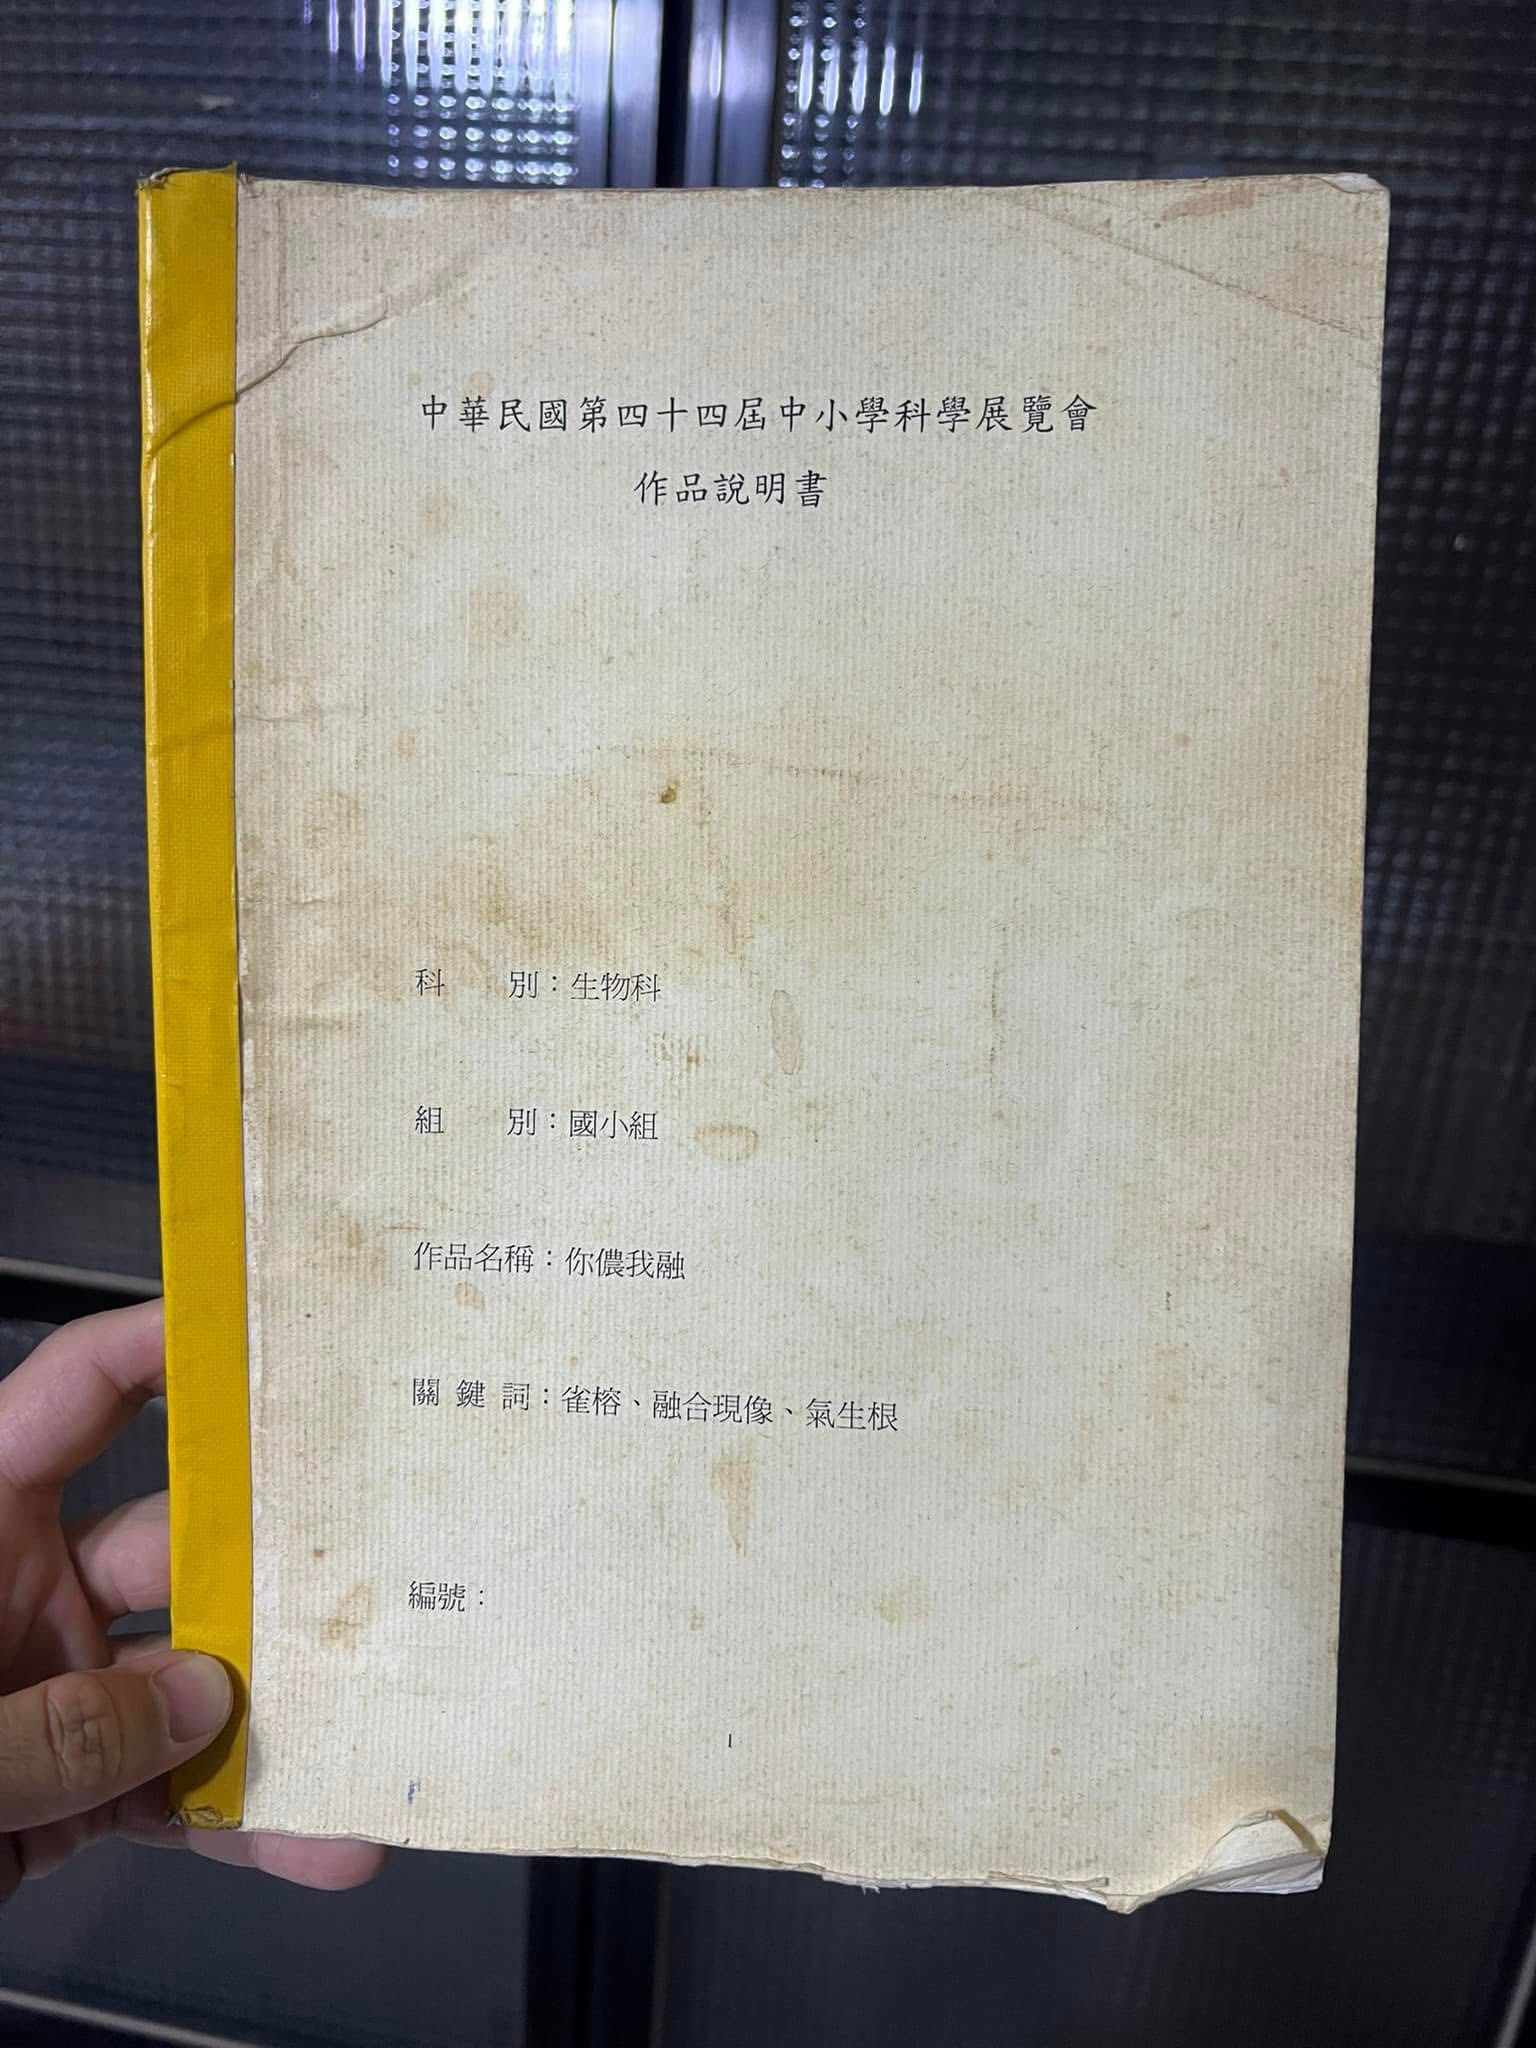 中華民國第四十四屆中小學科學展覽會
作品說明書
科　　別：生物科
組　　別：國小組
作品名稱：你儂我融
關 鍵 詞：雀榕、融合現像、氣生根
編號：
1